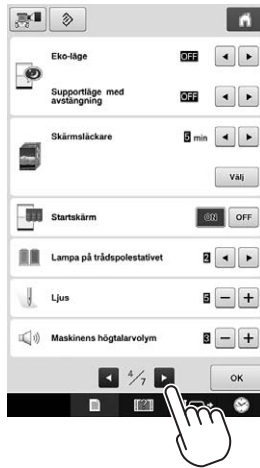 Eko-läge OFF
Supportläge med
avstängning OFF
Skärmsläckare 5 min
Välj
Startskärm ON OFF
Lampa på trådspolestativet 2
Ljus 5 − +
Maskinens högtalarvolym 3 − +
4/7 OK